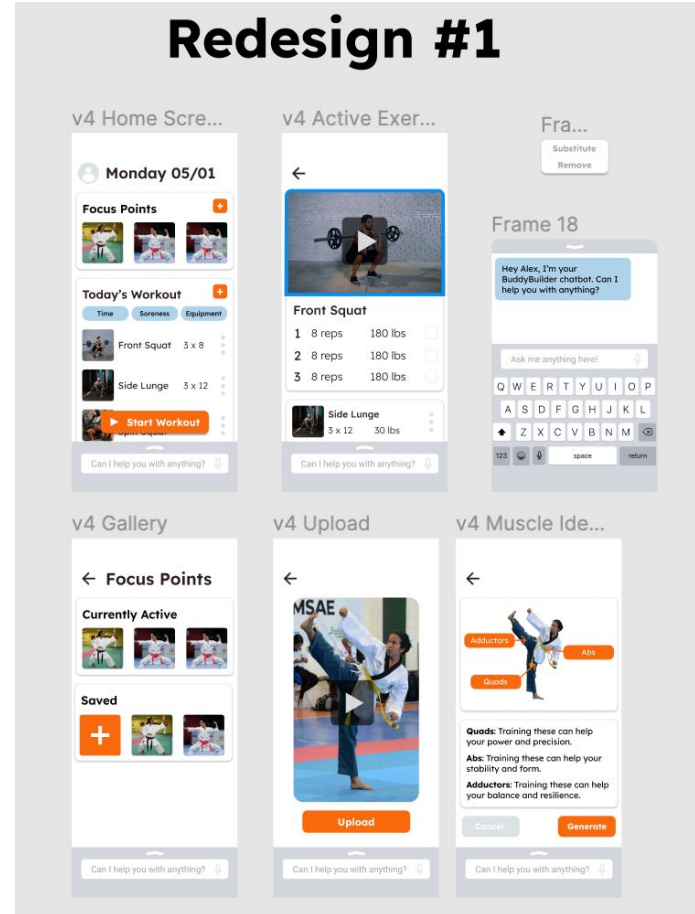 Redesign #1
v4 Home Scre...
v4 Active Exer...
Fra...
Substitute
Remove
Monday 05/01
Focus Points
+
Today's Workout
+
Time Soreness Equipment
Front Squat 3 x 8
Side Lunge 3 x 12
Start Workout
Can I help you with anything?
Front Squat
1 8 reps 180 lbs
2 8 reps 180 lbs
3 8 reps 180 lbs
Side Lunge
3 x 12 30 lbs
Can I help you with anything?
Frame 18
Hey Alex, I'm your
BuddyBuilder chatbot. Can I
help you with anything?
Ask me anything here!
Q W E R T Y U I O P
A S D F G H J K L
Z X C V B N M
123 space return
v4 Gallery
v4 Upload
v4 Muscle Ide...
Focus Points
Currently Active
Saved
+
Can I help you with anything?
MSAE
Upload
Can I help you with anything?
Adductors
Abs
Quads
Quads: Training these can help
your power and precision.
Abs: Training these can help your
stability and form.
Adductors: Training these can help
your balance and resilience.
Cancel Generate
Can I help you with anything?